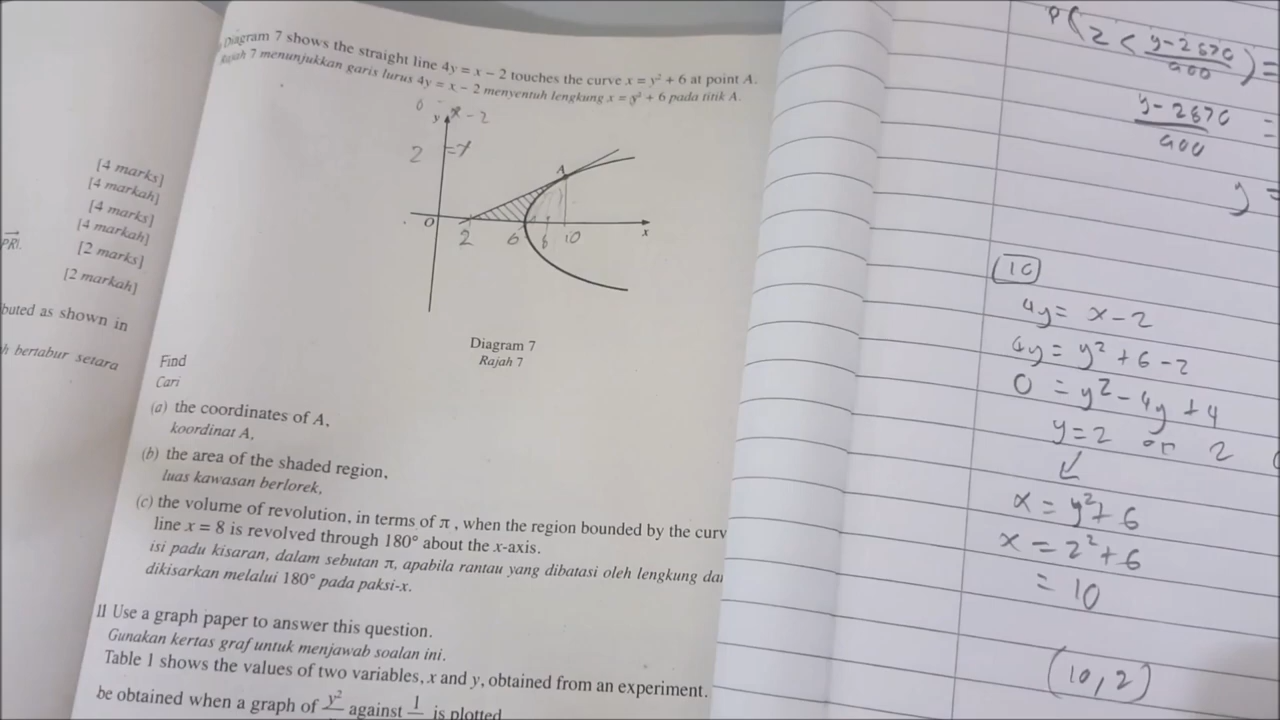 [4 marks]
[4 markah]
[4 marks]
[4 markah]
PRI.
[2 marks]
[2 markah]
buted as shown in
h bertabur setara
Diagram 7 shows the straight line 4y = x − 2 touches the curve x = y² + 6 at point A.
Rajah 7 menunjukkan garis lurus 4y = x − 2 menyentuh lengkung x = y² + 6 pada titik A.
y
x - 2
2
A
O
2
6
8
10
x
Diagram 7
Rajah 7
Find
Cari
(a) the coordinates of A,
koordinat A,
(b) the area of the shaded region,
luas kawasan berlorek,
(c) the volume of revolution, in terms of π, when the region bounded by the curv
line x = 8 is revolved through 180° about the x-axis.
isi padu kisaran, dalam sebutan π, apabila rantau yang dibatasi oleh lengkung da
dikisarkan melalui 180° pada paksi-x.
11 Use a graph paper to answer this question.
Gunakan kertas graf untuk menjawab soalan ini.
Table 1 shows the values of two variables, x and y, obtained from an experiment.
be obtained when a graph of y²/ against 1/ is plotted
P(Z < y-2870/900) =
y-2870/900 =
y =
10
4y = x - 2
4y = y² + 6 - 2
0 = y² - 4y + 4
y = 2 or 2
x = y² + 6
x = 2² + 6
= 10
(10, 2)